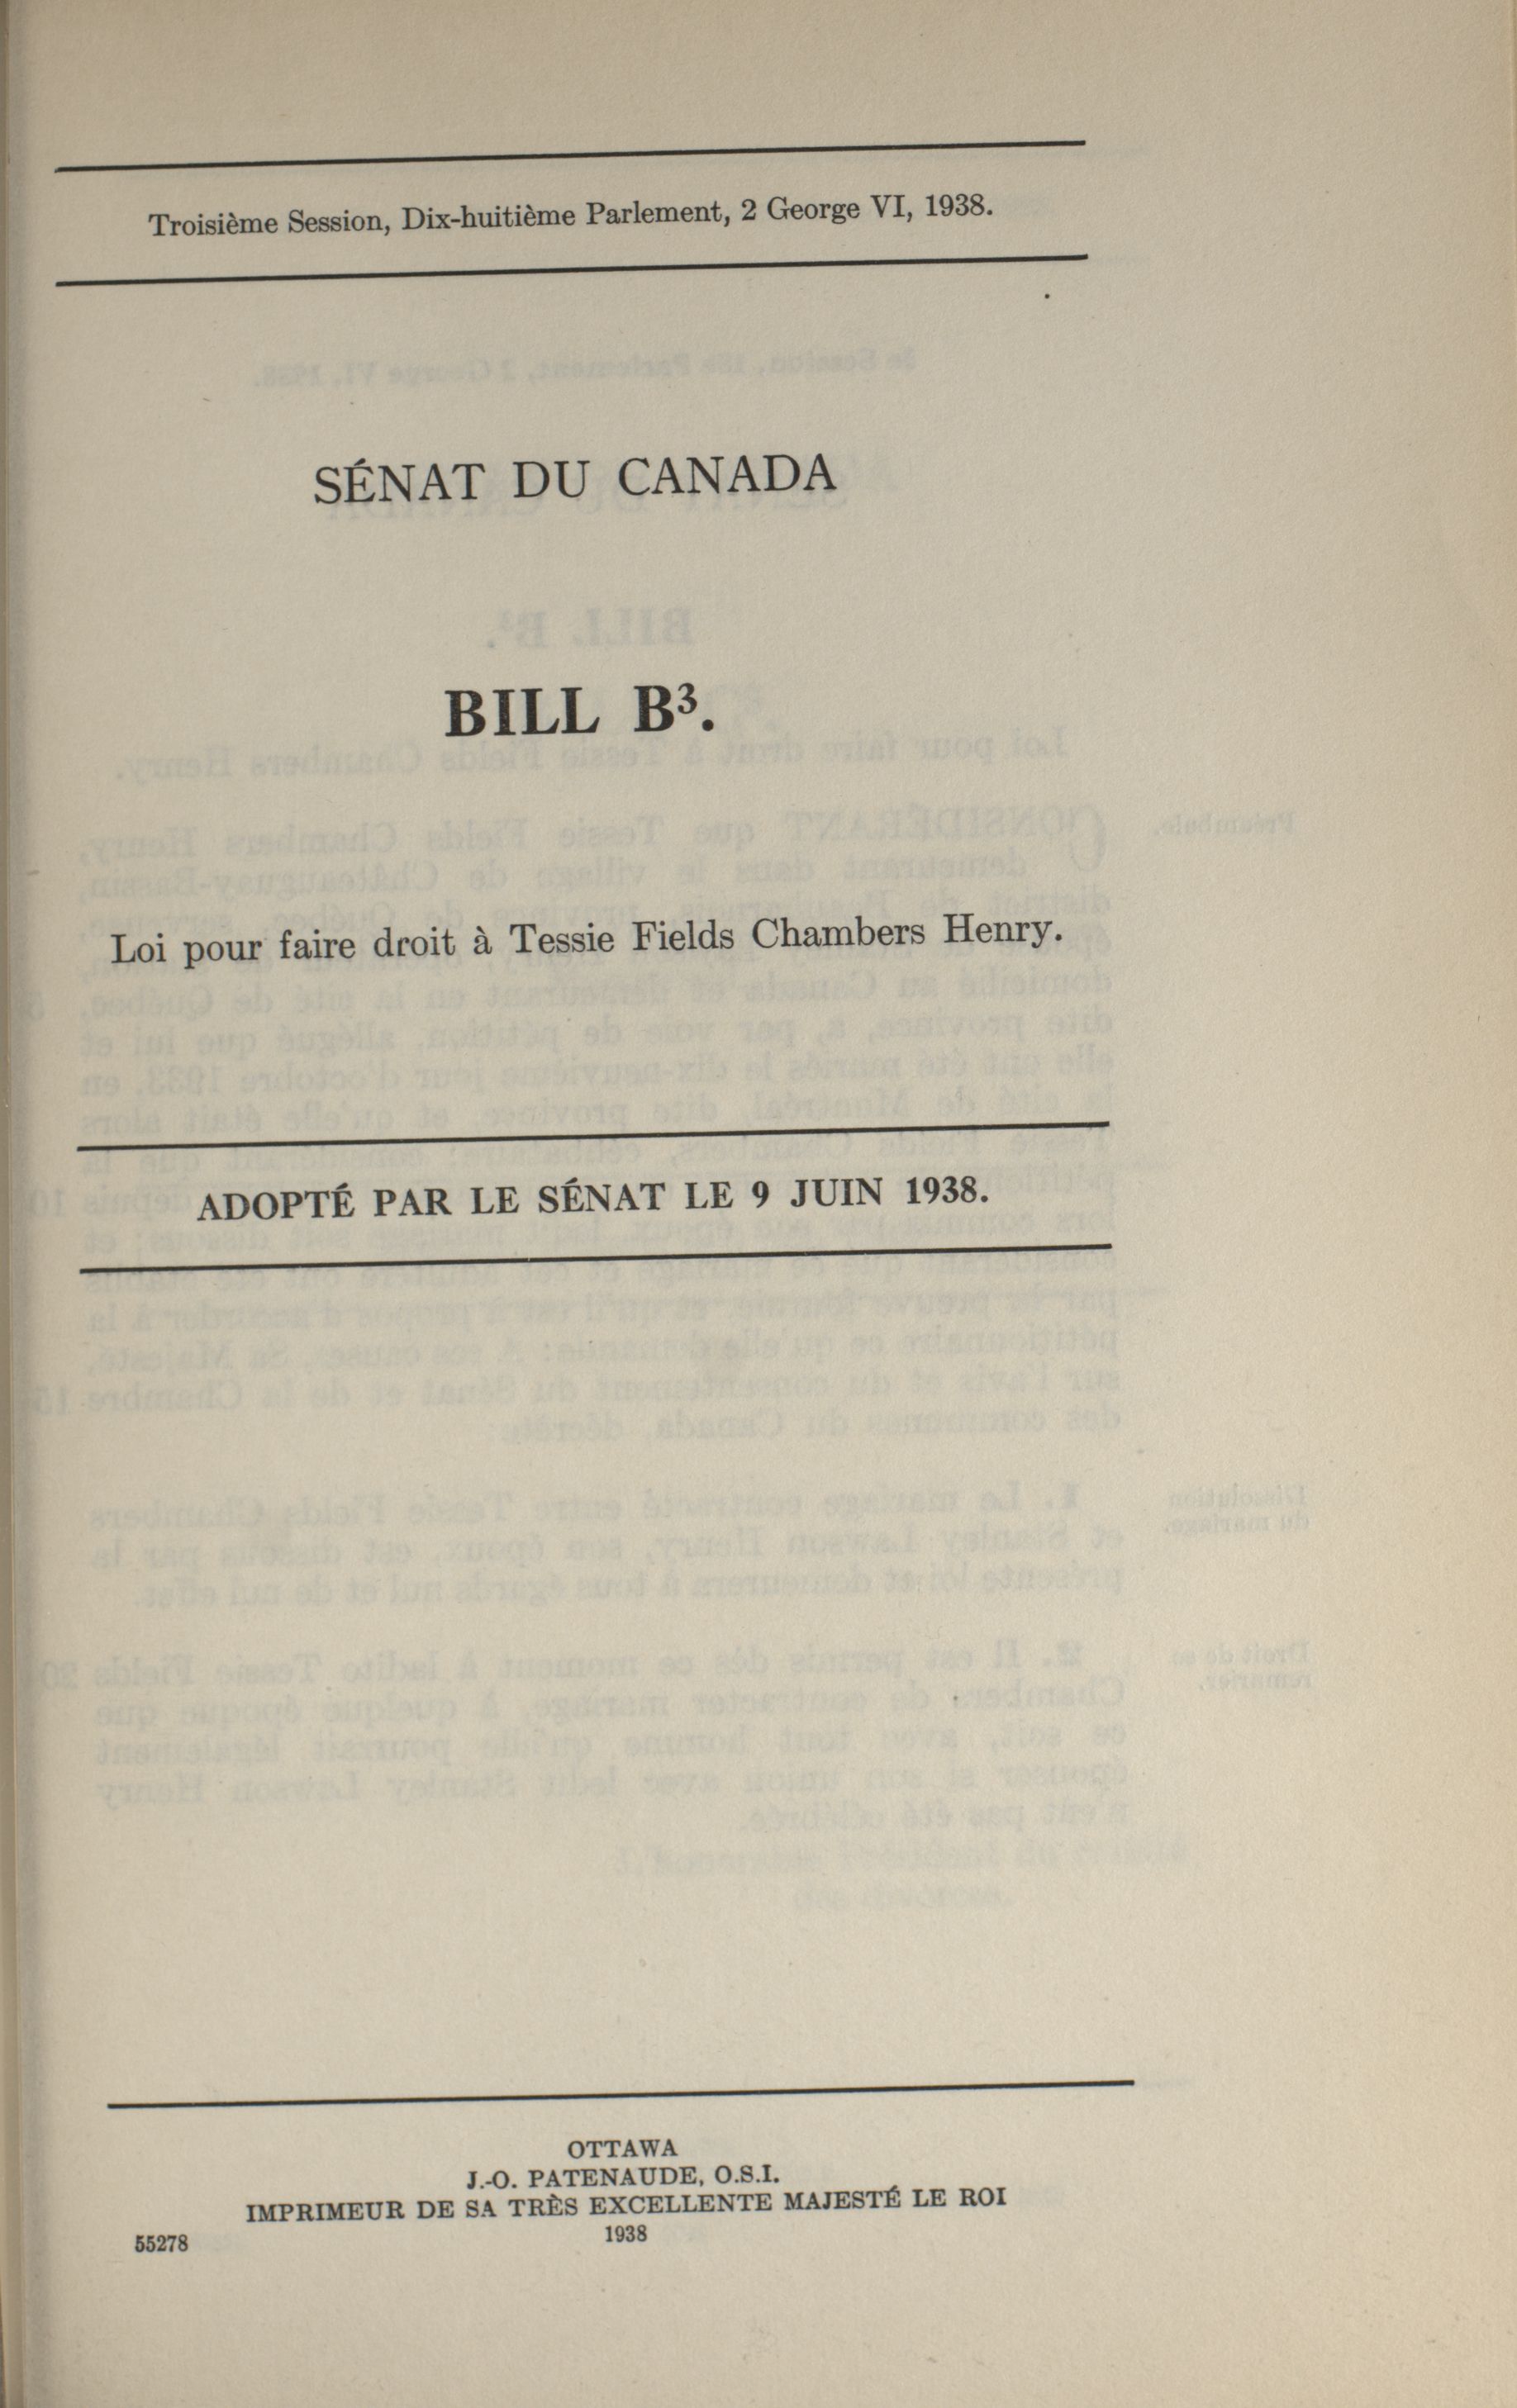 Troisième Session, Dix-huitième Parlement, 2 George VI, 1938.
SÉNAT DU CANADA
BILL B³.
Loi pour faire droit à Tessie Fields Chambers Henry.
ADOPTÉ PAR LE SÉNAT LE 9 JUIN 1938.
OTTAWA
J.-O. PATENAUDE, O.S.I.
IMPRIMEUR DE SA TRÈS EXCELLENTE MAJESTÉ LE ROI
1938
55278